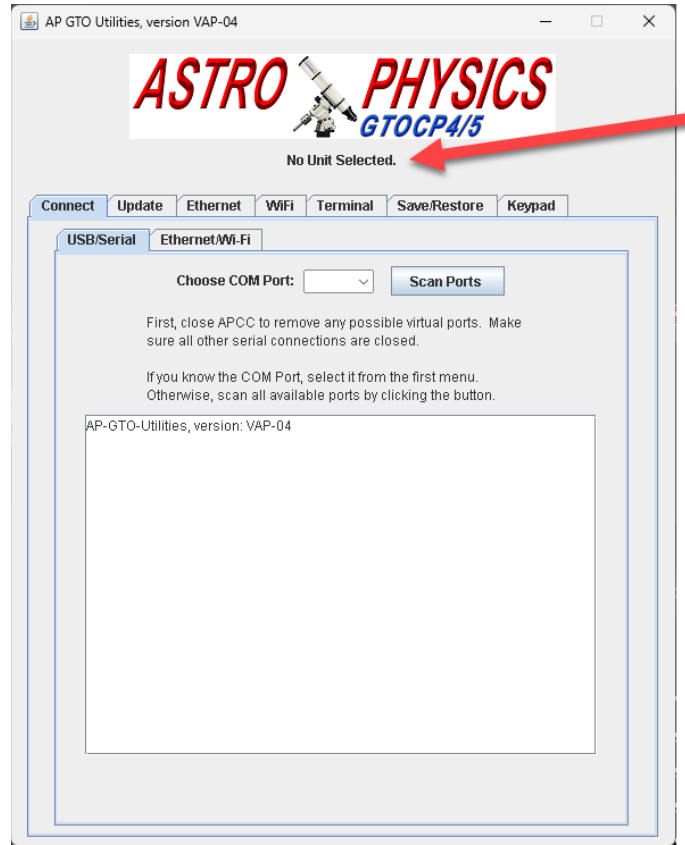 AP GTO Utilities, version VAP-04
ASTRO PHYSICS
GTOCP4/5
No Unit Selected.
Connect Update Ethernet WiFi Terminal Save/Restore Keypad
USB/Serial Ethernet/Wi-Fi
Choose COM Port: Scan Ports
First, close APCC to remove any possible virtual ports. Make
sure all other serial connections are closed.
If you know the COM Port, select it from the first menu.
Otherwise, scan all available ports by clicking the button.
AP-GTO-Utilities, version: VAP-04